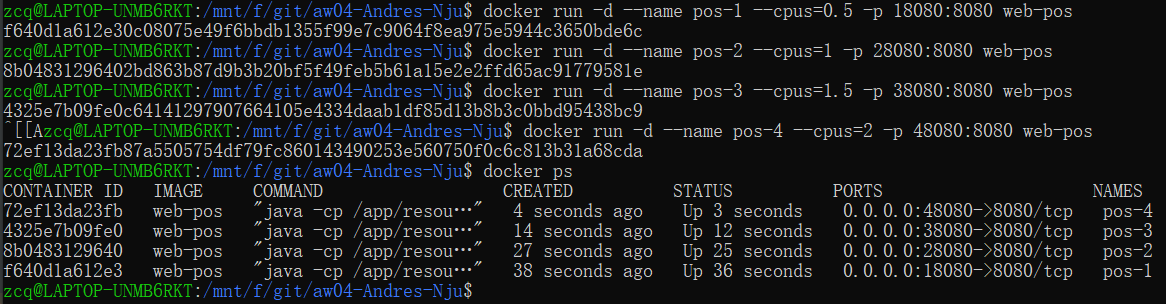 zcq@LAPTOP-UNMB6RKT:/mnt/f/git/aw04-Andres-Nju$ docker run -d --name pos-1 --cpus=0.5 -p 18080:8080 web-pos
f640d1a612e30c08075e49f6bbdb1355f99e7c9064f8ea975e5944c3650bde6c
zcq@LAPTOP-UNMB6RKT:/mnt/f/git/aw04-Andres-Nju$ docker run -d --name pos-2 --cpus=1 -p 28080:8080 web-pos
8b04831296402bd863b87d9b3b20bf5f49feb5b61a15e2e2ffd65ac91779581e
zcq@LAPTOP-UNMB6RKT:/mnt/f/git/aw04-Andres-Nju$ docker run -d --name pos-3 --cpus=1.5 -p 38080:8080 web-pos
4325e7b09fe0c64141297907664105e4334daab1df85d13b8b3c0bbd95438bc9
^[[Azcq@LAPTOP-UNMB6RKT:/mnt/f/git/aw04-Andres-Nju$ docker run -d --name pos-4 --cpus=2 -p 48080:8080 web-pos
72ef13da23fb87a5505754df79fc860143490253e560750f0c6c813b31a68cda
zcq@LAPTOP-UNMB6RKT:/mnt/f/git/aw04-Andres-Nju$ docker ps
CONTAINER ID IMAGE COMMAND CREATED STATUS PORTS NAMES
72ef13da23fb web-pos "java -cp /app/resou…" 4 seconds ago Up 3 seconds 0.0.0.0:48080->8080/tcp pos-4
4325e7b09fe0 web-pos "java -cp /app/resou…" 14 seconds ago Up 12 seconds 0.0.0.0:38080->8080/tcp pos-3
8b0483129640 web-pos "java -cp /app/resou…" 27 seconds ago Up 25 seconds 0.0.0.0:28080->8080/tcp pos-2
f640d1a612e3 web-pos "java -cp /app/resou…" 38 seconds ago Up 36 seconds 0.0.0.0:18080->8080/tcp pos-1
zcq@LAPTOP-UNMB6RKT:/mnt/f/git/aw04-Andres-Nju$